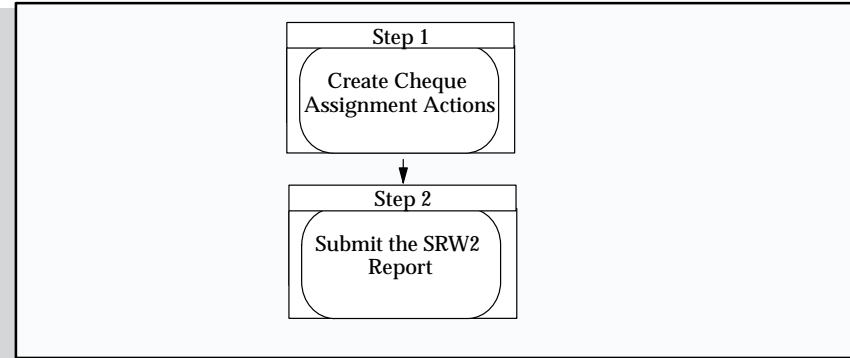 Step 1
Create Cheque
Assignment Actions
Step 2
Submit the SRW2
Report